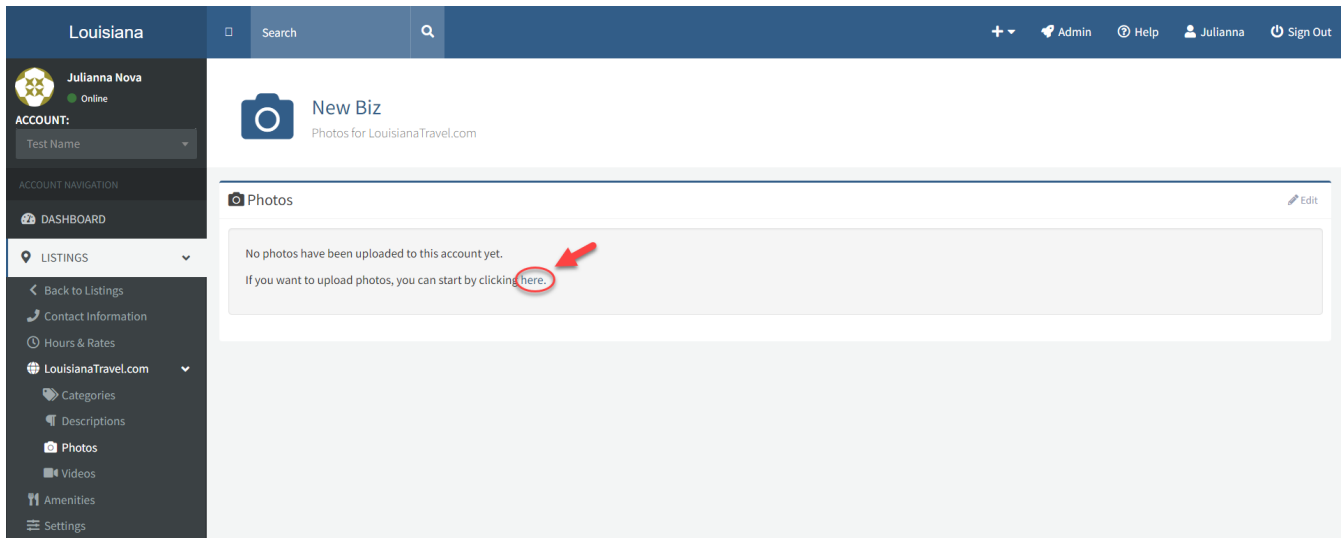 Louisiana
Search
Admin
Help
Julianna
Sign Out
Julianna Nova
Online
ACCOUNT:
Test Name
ACCOUNT NAVIGATION
DASHBOARD
LISTINGS
Back to Listings
Contact Information
Hours & Rates
LouisianaTravel.com
Categories
Descriptions
Photos
Videos
Amenities
Settings
New Biz
Photos for LouisianaTravel.com
Photos
Edit
No photos have been uploaded to this account yet.
If you want to upload photos, you can start by clicking here.